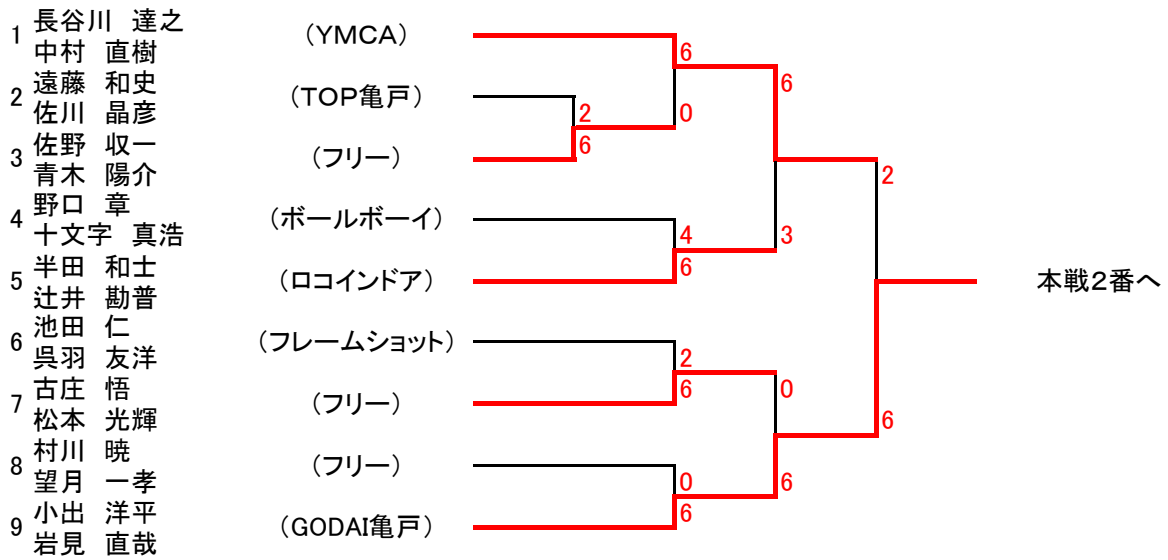 1 長谷川 達之 (YMCA)
中村 直樹
6
2 遠藤 和史 (TOP亀戸)
佐川 晶彦
2
0
6
6
3 佐野 収一 (フリー)
青木 陽介
2
4 野口 章 (ボールボーイ)
十文字 真浩
4
3
6
5 半田 和士 (ロコインドア)
辻井 勘普
本戦2番へ
6 池田 仁 (フレームショット)
呉羽 友洋
2
6
0
7 古庄 悟 (フリー)
松本 光輝
6
8 村川 暁 (フリー)
望月 一孝
0
6
6
9 小出 洋平 (GODAI亀戸)
岩見 直哉